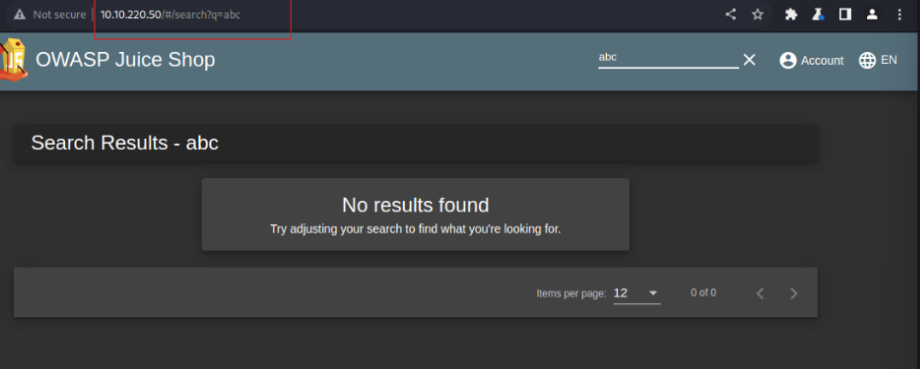 Not secure | 10.10.220.50/#/search?q=abc
OWASP Juice Shop
abc
Account
EN
Search Results - abc
No results found
Try adjusting your search to find what you're looking for.
Items per page: 12
0 of 0